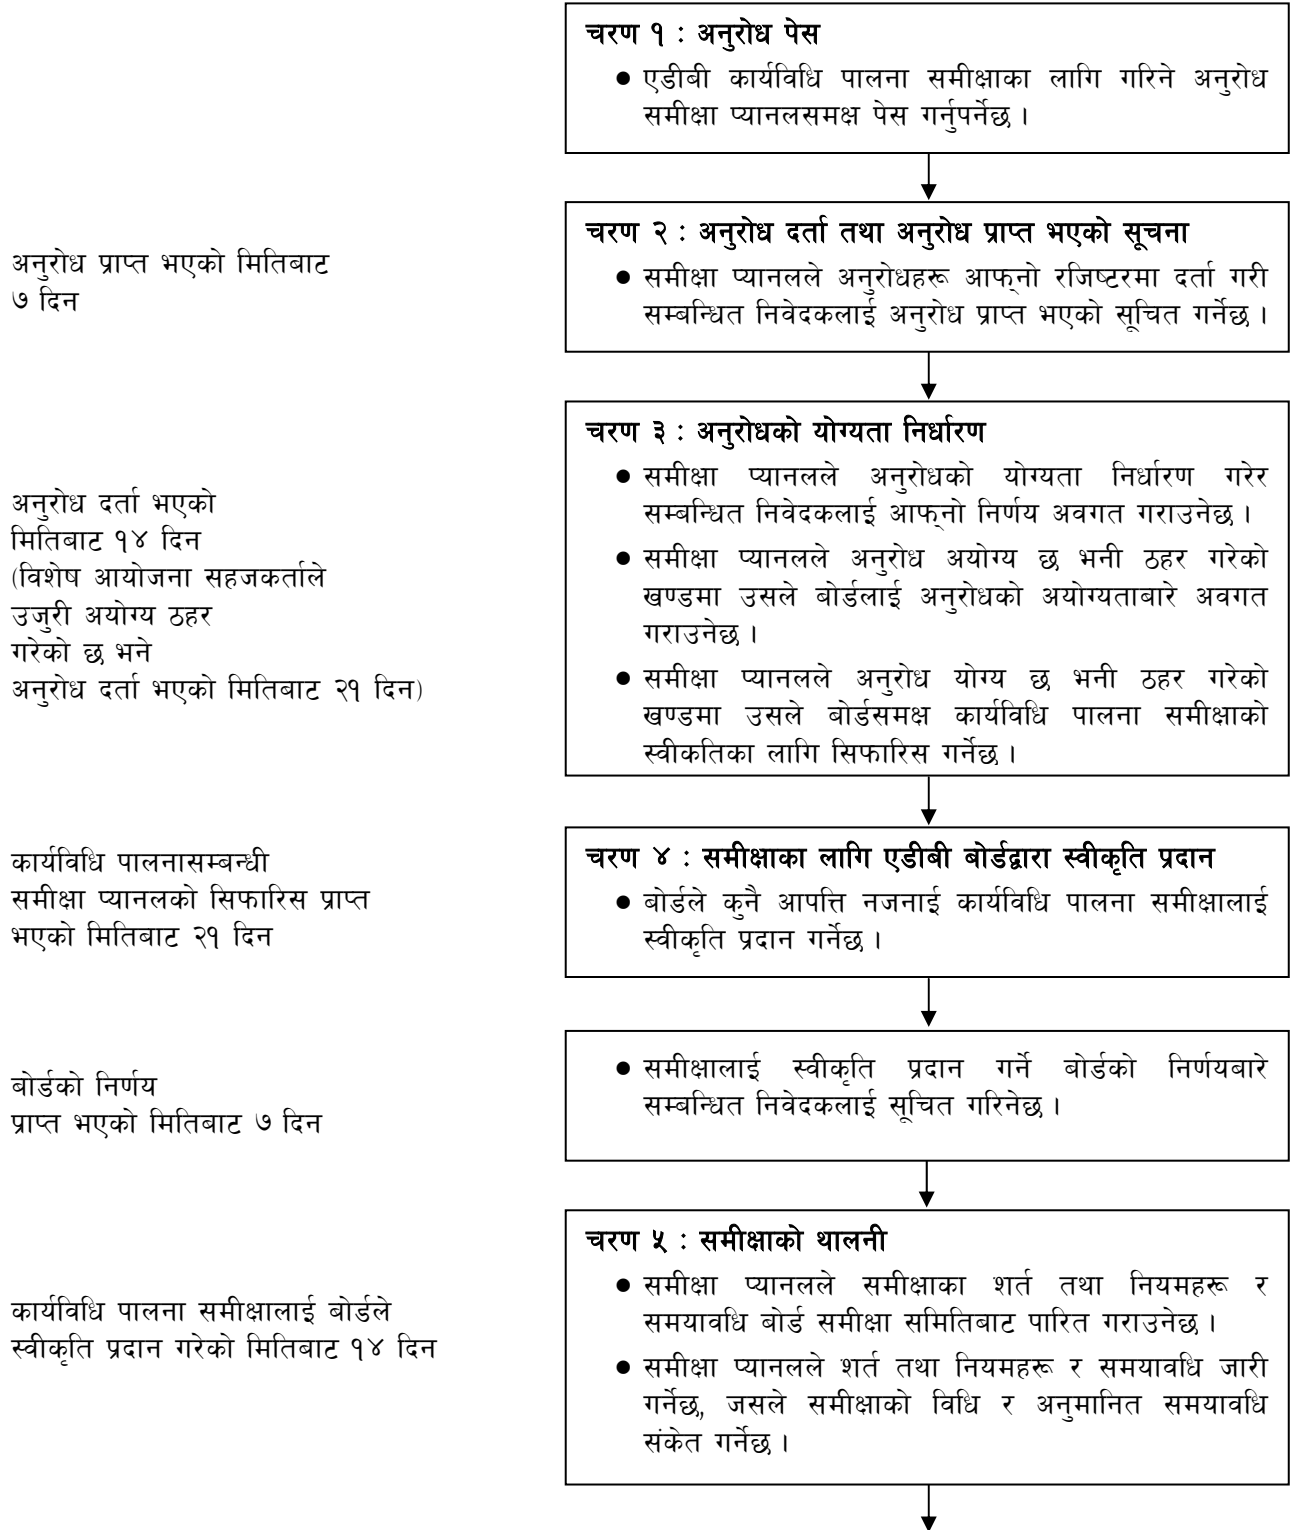 चरण १ : अनुरोध पेस
● एडीबी कार्यविधि पालना समीक्षाका लागि गरिने अनुरोध
समीक्षा प्यानलसमक्ष पेस गर्नुपर्नेछ ।
अनुरोध प्राप्त भएको मितिबाट
७ दिन
चरण २ : अनुरोध दर्ता तथा अनुरोध प्राप्त भएको सूचना
● समीक्षा प्यानलले अनुरोधहरू आफ्‌नो रजिष्टरमा दर्ता गरी
सम्बन्धित निवेदकलाई अनुरोध प्राप्त भएको सूचित गर्नेछ ।
अनुरोध दर्ता भएको
मितिबाट १४ दिन
(विशेष आयोजना सहजकर्ताले
उजुरी अयोग्य ठहर
गरेको छ भने
अनुरोध दर्ता भएको मितिबाट २१ दिन)
चरण ३ : अनुरोधको योग्यता निर्धारण
● समीक्षा प्यानलले अनुरोधको योग्यता निर्धारण गरेर
सम्बन्धित निवेदकलाई आफ्‌नो निर्णय अवगत गराउनेछ ।
● समीक्षा प्यानलले अनुरोध अयोग्य छ भनी ठहर गरेको
खण्डमा उसले बोर्डलाई अनुरोधको अयोग्यताबारे अवगत
गराउनेछ ।
● समीक्षा प्यानलले अनुरोध योग्य छ भनी ठहर गरेको
खण्डमा उसले बोर्डसमक्ष कार्यविधि पालना समीक्षाको
स्वीकतिका लागि सिफारिस गर्नेछ ।
कार्यविधि पालनासम्बन्धी
समीक्षा प्यानलको सिफारिस प्राप्त
भएको मितिबाट २१ दिन
चरण ४ : समीक्षाका लागि एडीबी बोर्डद्वारा स्वीकृति प्रदान
● बोर्डले कुनै आपत्ति नजनाई कार्यविधि पालना समीक्षालाई
स्वीकृति प्रदान गर्नेछ ।
बोर्डको निर्णय
प्राप्त भएको मितिबाट ७ दिन
● समीक्षालाई स्वीकृति प्रदान गर्ने बोर्डको निर्णयबारे
सम्बन्धित निवेदकलाई सूचित गरिनेछ ।
कार्यविधि पालना समीक्षालाई बोर्डले
स्वीकृति प्रदान गरेको मितिबाट १४ दिन
चरण ५ : समीक्षाको थालनी
● समीक्षा प्यानलले समीक्षाका शर्त तथा नियमहरू र
समयावधि बोर्ड समीक्षा समितिबाट पारित गराउनेछ ।
● समीक्षा प्यानलले शर्त तथा नियमहरू र समयावधि जारी
गर्नेछ, जसले समीक्षाको विधि र अनुमानित समयावधि
संकेत गर्नेछ ।